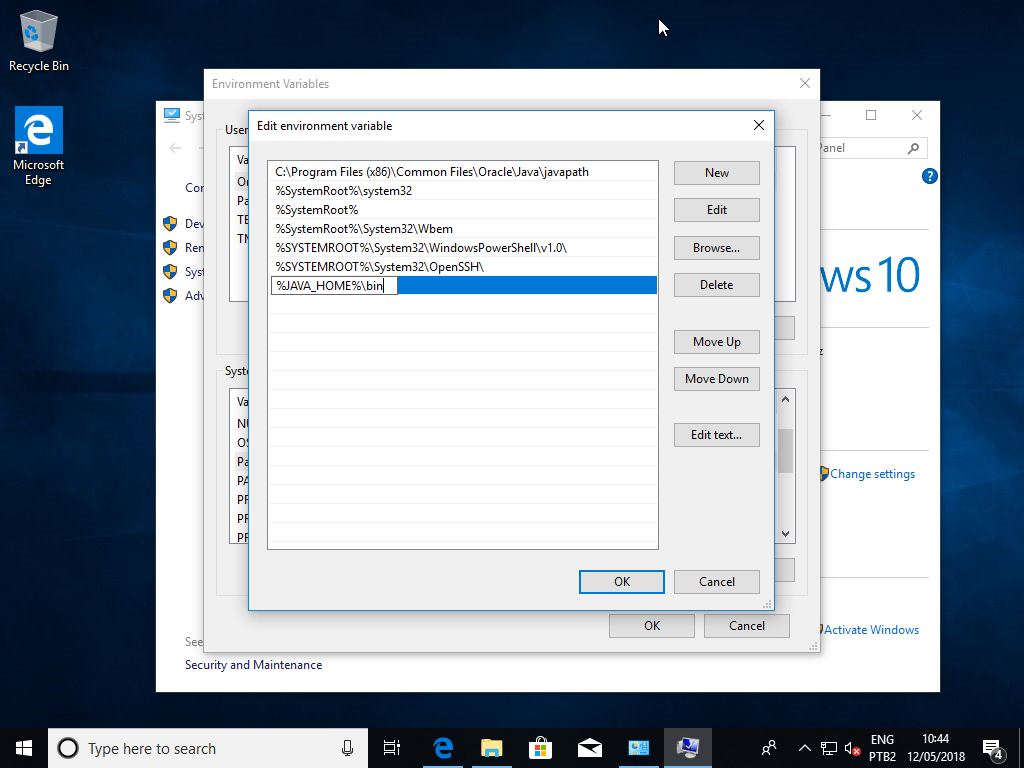 Recycle Bin
Microsoft
Edge
Environment Variables
Syst
Panel
User
Edit environment variable
C:\Program Files (x86)\Common Files\Oracle\Java\javapath
%SystemRoot%\system32
%SystemRoot%
%SystemRoot%\System32\Wbem
%SYSTEMROOT%\System32\WindowsPowerShell\v1.0\
%SYSTEMROOT%\System32\OpenSSH\
%JAVA_HOME%\bin
New
Edit
Browse...
Delete
Move Up
Move Down
Edit text...
OK
Cancel
Con
Dev
Rem
Syst
Adv
Va
On
Pa
TE
TM
Syste
Va
NU
OS
Pa
PA
PR
PR
PR
ws 10
z
?
Change settings
OK
Cancel
Activate Windows
See
Security and Maintenance
Type here to search
ENG
PTB2
10:44
12/05/2018
4